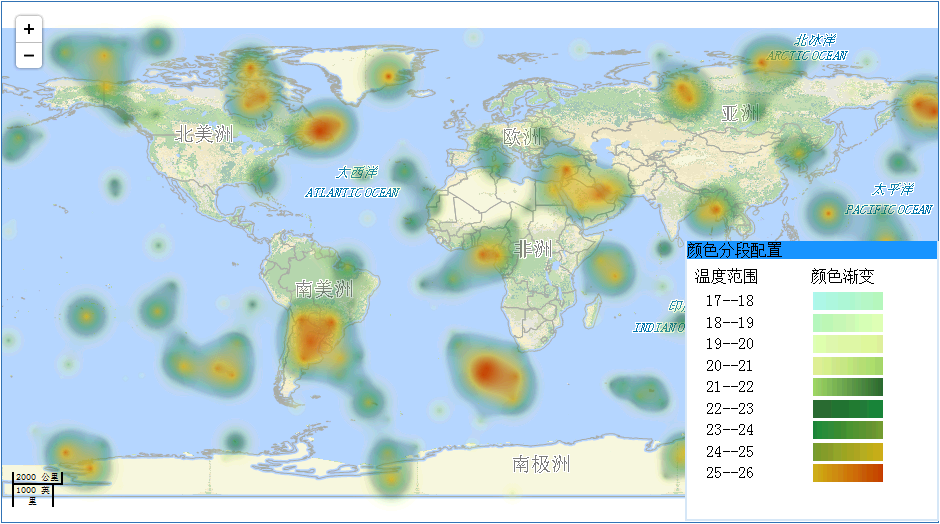 +
北冰洋
ARCTIC OCEAN
−
亚洲
北美洲
欧洲
大西洋
ATLANTIC OCEAN
太平洋
PACIFIC OCEAN
非洲
颜色分段配置
温度范围 颜色渐变
南美洲
17--18
印
INDIAN O
18--19
19--20
20--21
21--22
22--23
23--24
24--25
25--26
南极洲
2000 公里
1000 英
里